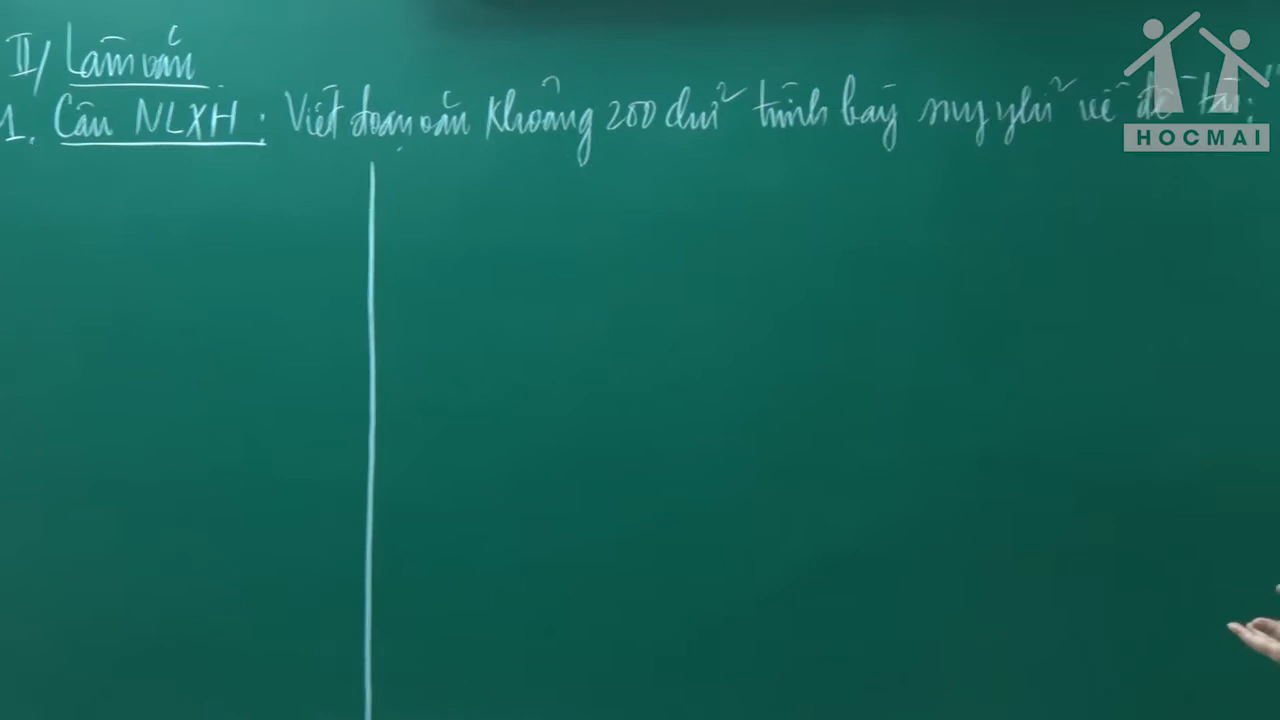 II/ Làm văn
1. Câu NLXH : Viết đoạn văn khoảng 200 chữ trình bày suy nghĩ về đề tài: "
HOCMAI